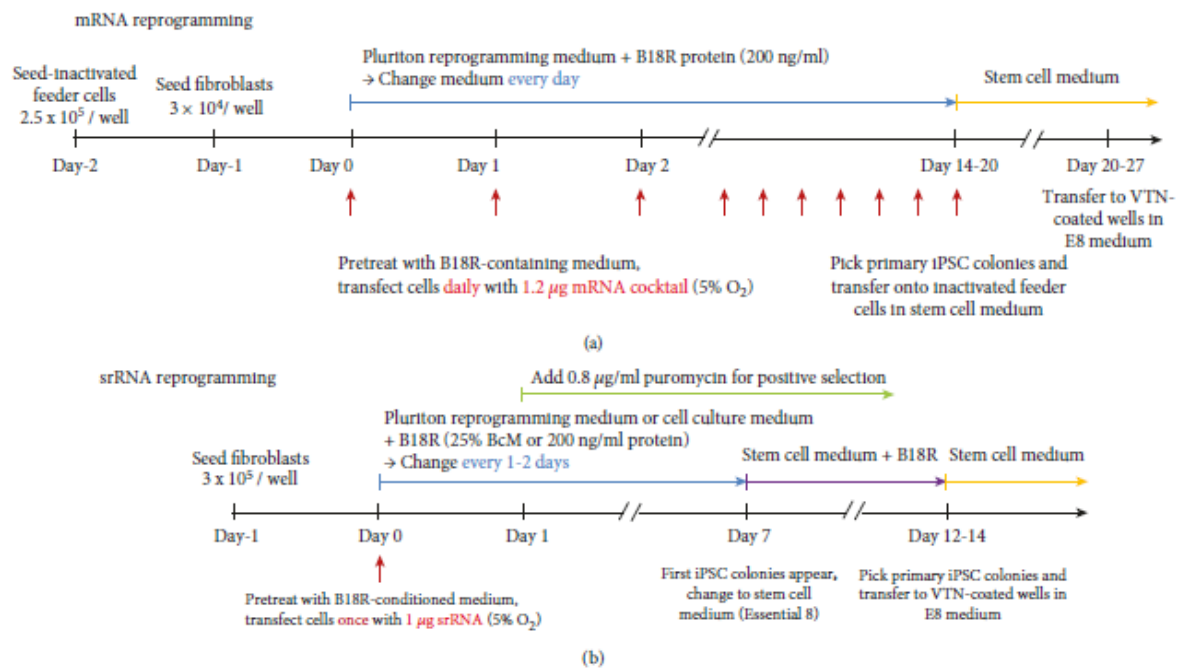 mRNA reprogramming
Pluriton reprogramming medium + B18R protein (200 ng/ml)
→ Change medium every day
Stem cell medium
Seed-inactivated
feeder cells
2.5 x 10⁵ / well
Seed fibroblasts
3 × 10⁴/ well
Day-2
Day-1
Day 0
Day 1
Day 2
Day 14-20
Day 20-27
Pretreat with B18R-containing medium,
transfect cells daily with 1.2 μg mRNA cocktail (5% O₂)
Pick primary iPSC colonies and
transfer onto inactivated feeder
cells in stem cell medium
Transfer to VTN-
coated wells in
E8 medium
(a)
srRNA reprogramming
Add 0.8 μg/ml puromycin for positive selection
Pluriton reprogramming medium or cell culture medium
+ B18R (25% BcM or 200 ng/ml protein)
→ Change every 1-2 days
Stem cell medium + B18R
Stem cell medium
Seed fibroblasts
3 x 10⁵ / well
Day-1
Day 0
Day 1
Day 7
Day 12-14
Pretreat with B18R-conditioned medium,
transfect cells once with 1 μg srRNA (5% O₂)
First iPSC colonies appear,
change to stem cell
medium (Essential 8)
Pick primary iPSC colonies and
transfer to VTN-coated wells in
E8 medium
(b)